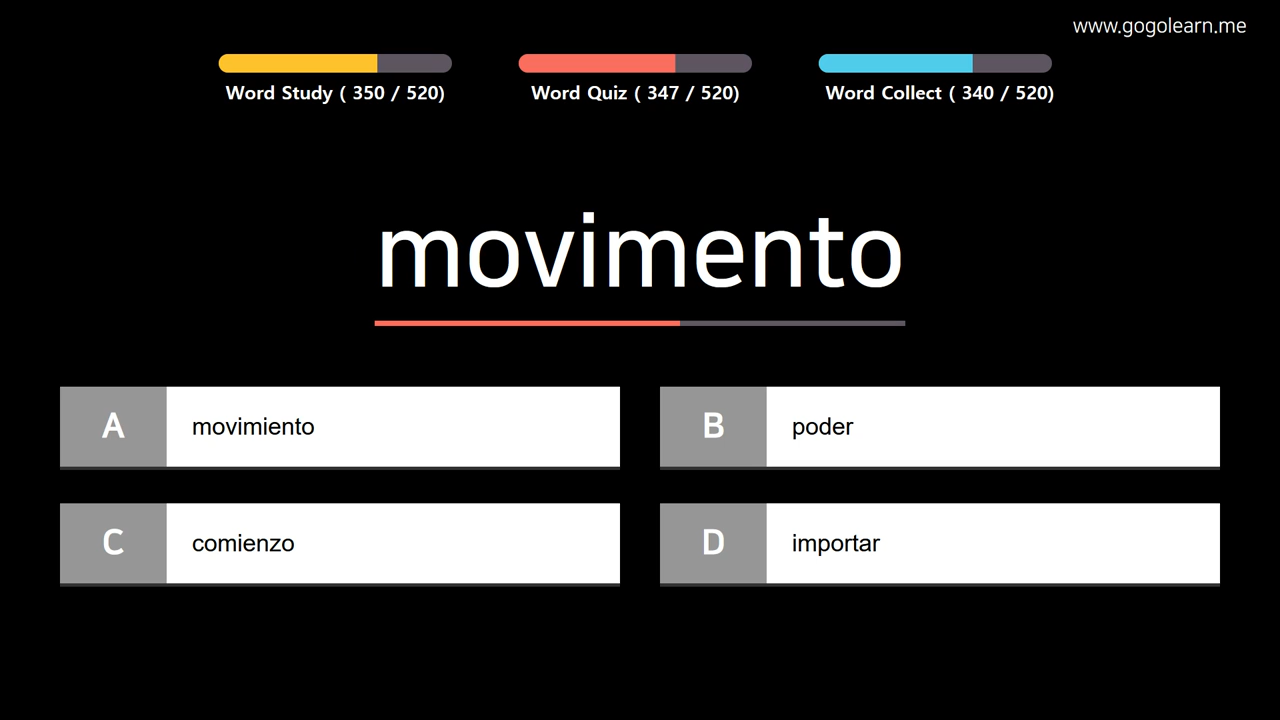 www.gogolearn.me
Word Study ( 350 / 520)
Word Quiz ( 347 / 520)
Word Collect ( 340 / 520)
movimento
A movimiento
B poder
C comienzo
D importar